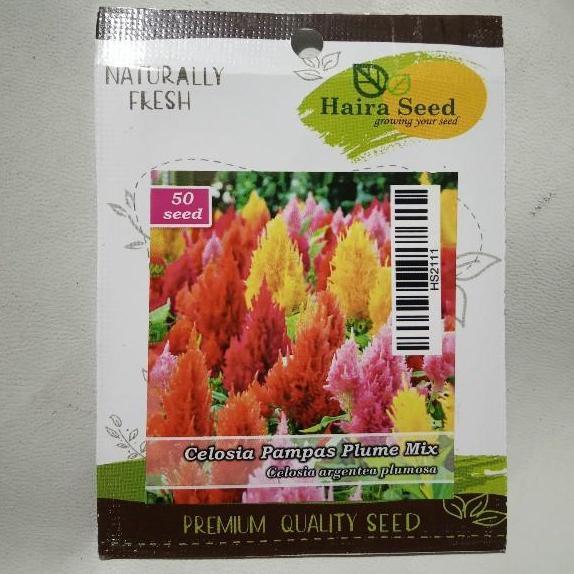 NATURALLY
FRESH
Haira Seed
growing your seed
50
seed
HS2111
Celosia Pampas Plume Mix
Celosia argentea plumosa
PREMIUM QUALITY SEED